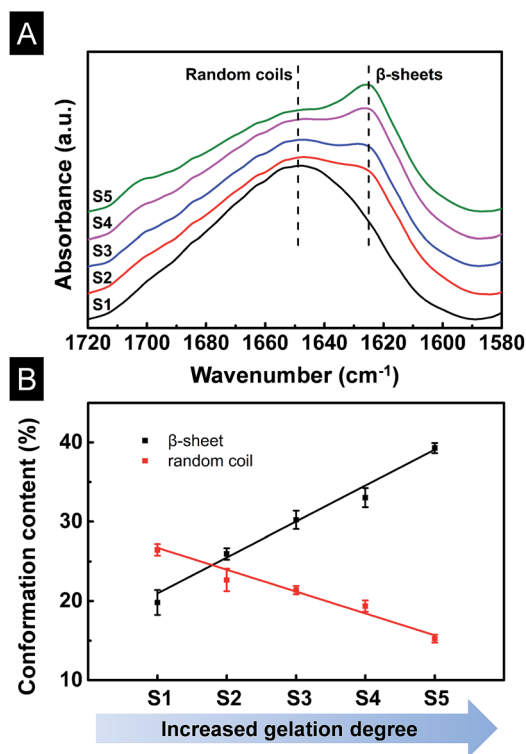 A
Random coils
β-sheets
Absorbance (a.u.)
S5
S4
S3
S2
S1
1720 1700 1680 1660 1640 1620 1600 1580
Wavenumber (cm⁻¹)
B
β-sheet
random coil
Conformation content (%)
40
30
20
10
S1 S2 S3 S4 S5
Increased gelation degree